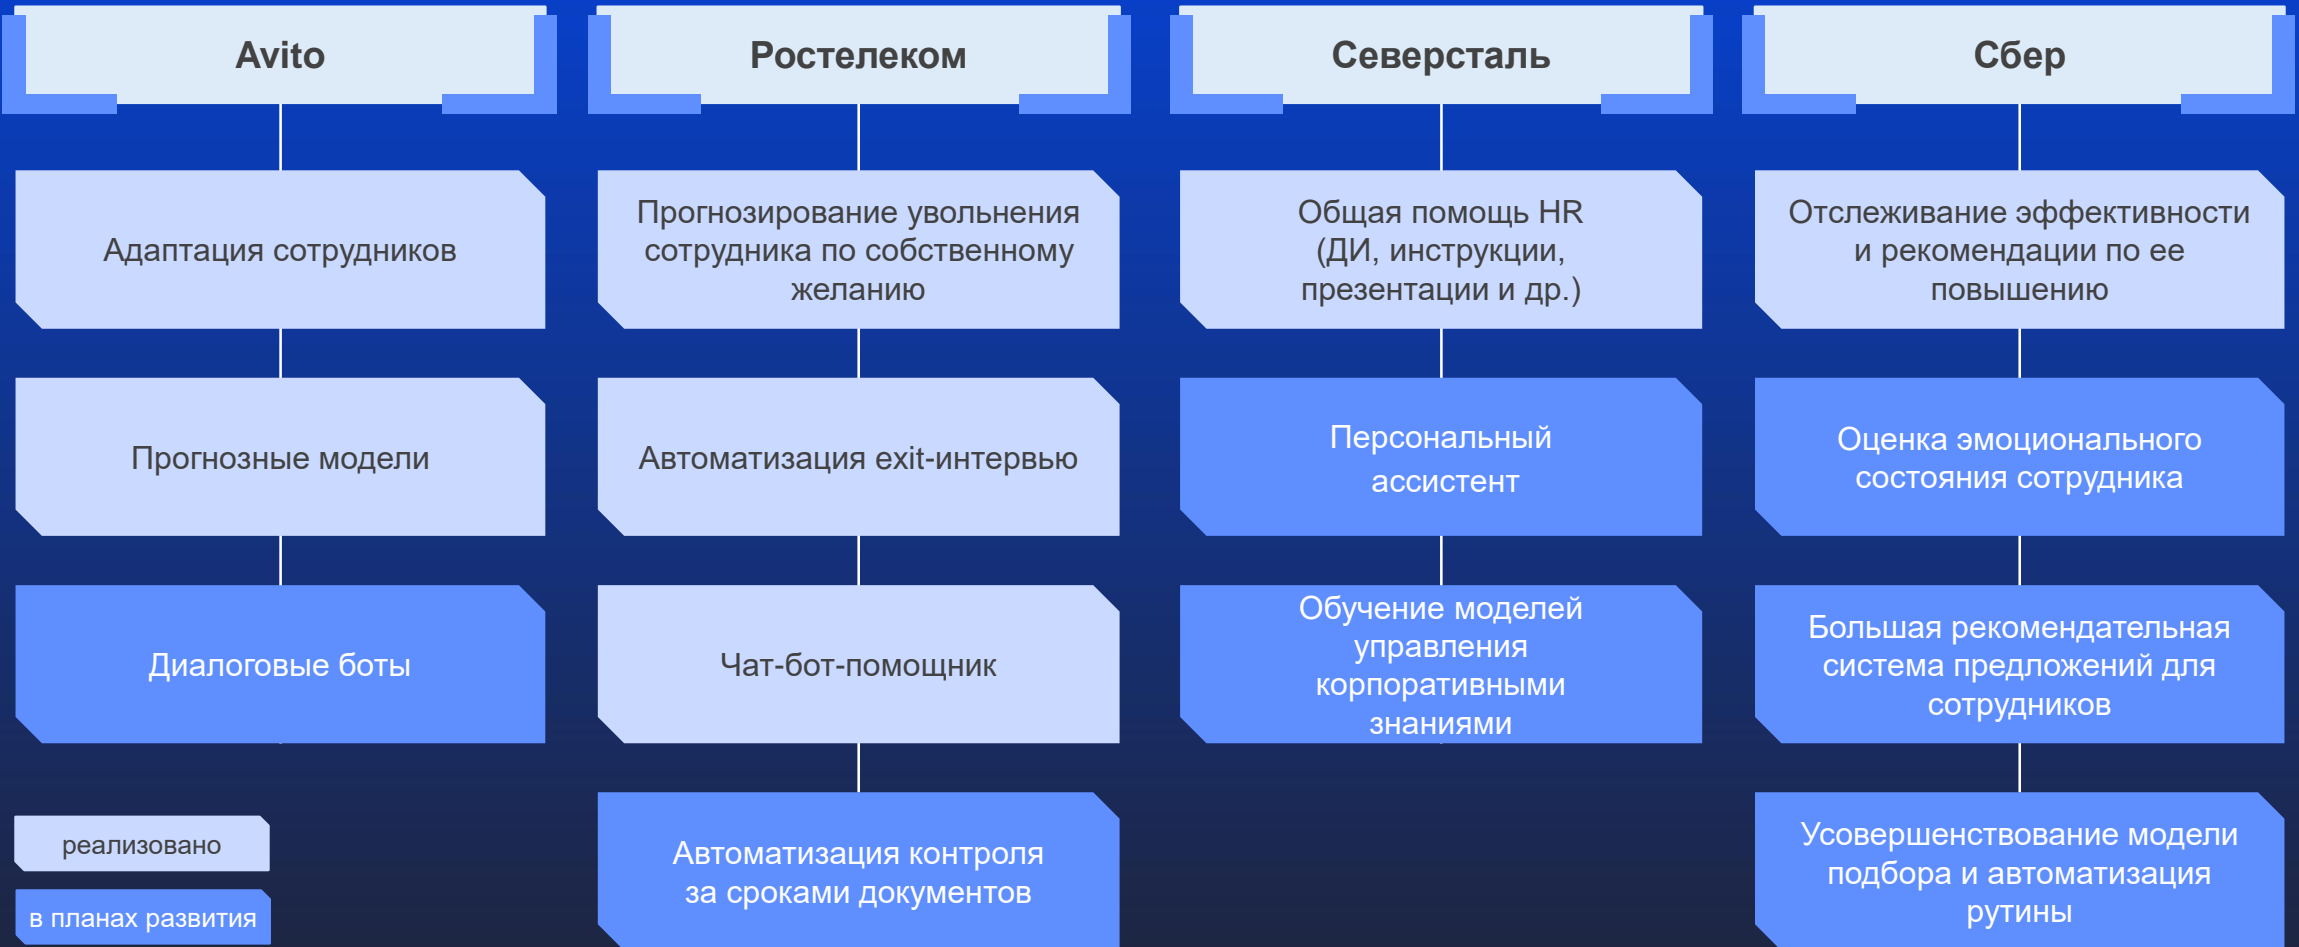 Avito
Адаптация сотрудников
Прогнозные модели
Диалоговые боты
Ростелеком
Прогнозирование увольнения
сотрудника по собственному
желанию
Автоматизация exit-интервью
Чат-бот-помощник
Автоматизация контроля
за сроками документов
Северсталь
Общая помощь HR
(ДИ, инструкции,
презентации и др.)
Персональный
ассистент
Обучение моделей
управления
корпоративными
знаниями
Сбер
Отслеживание эффективности
и рекомендации по ее
повышению
Оценка эмоционального
состояния сотрудника
Большая рекомендательная
система предложений для
сотрудников
Усовершенствование модели
подбора и автоматизация
рутины
реализовано
в планах развития